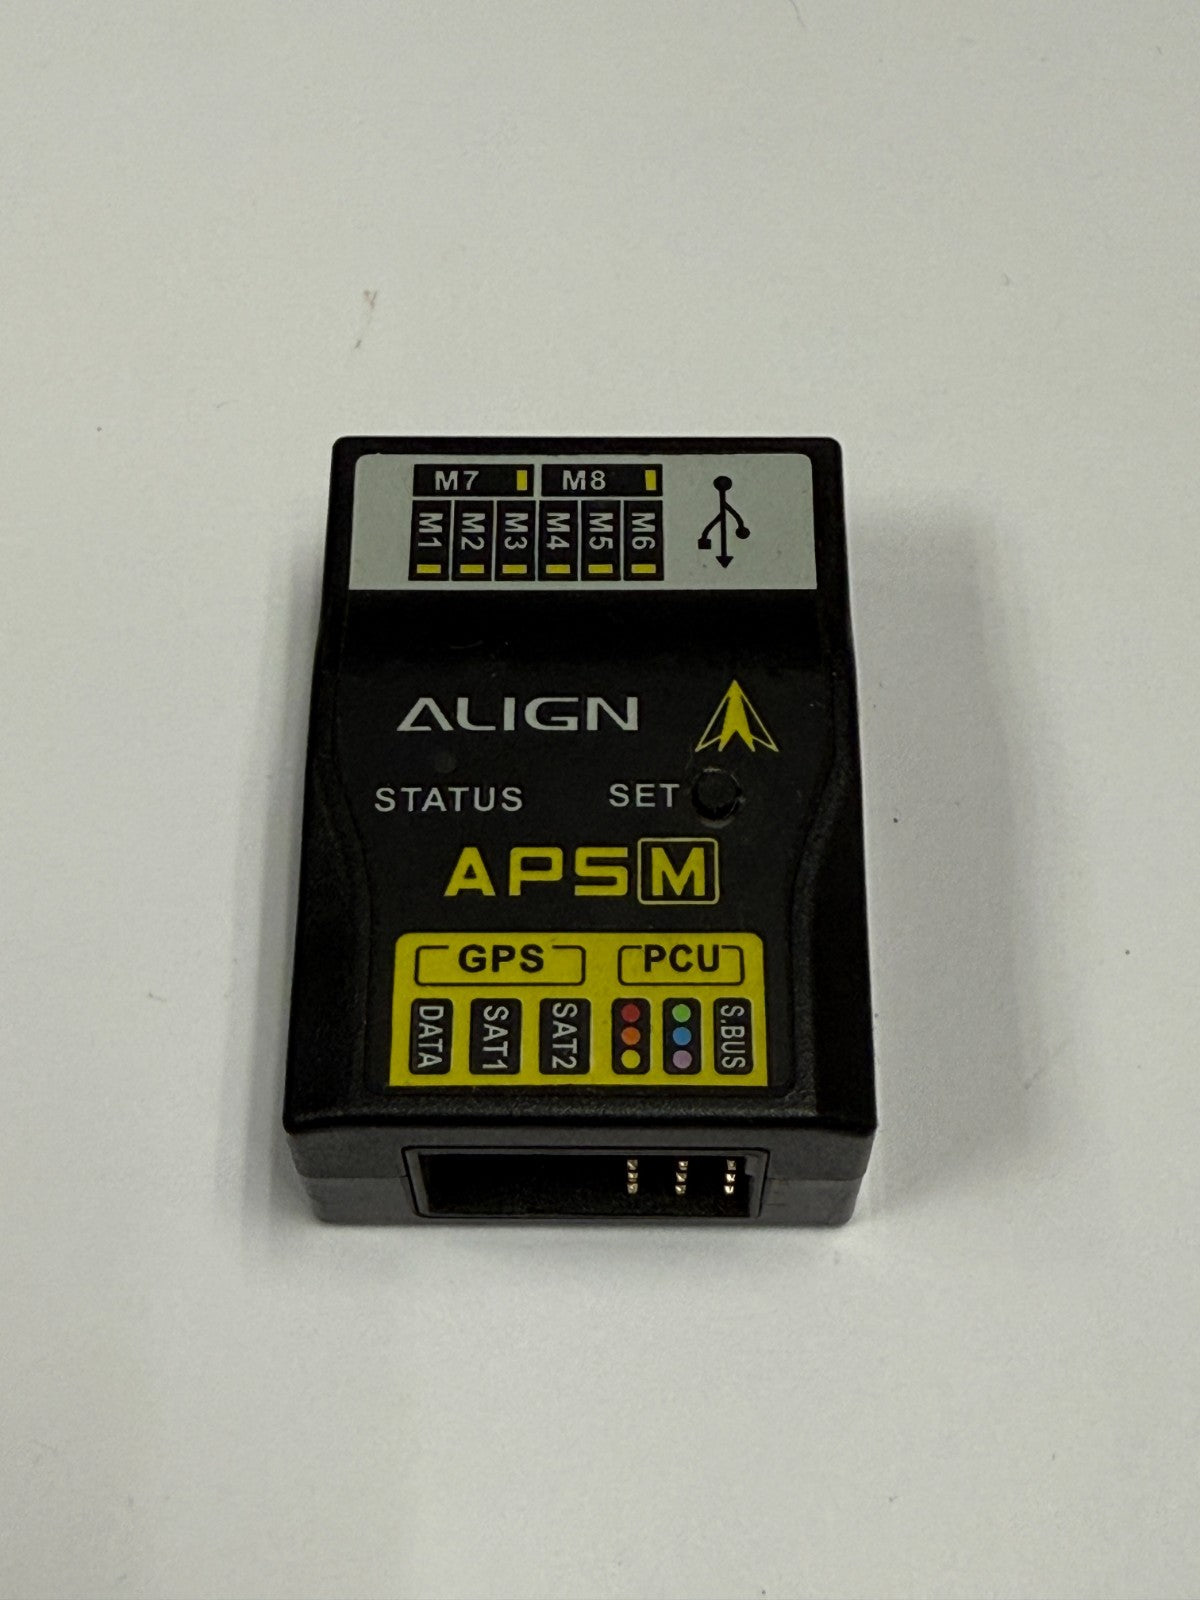 M7 M8
M1 M2 M3 M4 M5 M6
ALIGN
STATUS SET
APSM
GPS PCU
DATA SAT1 SAT2 S.BUS